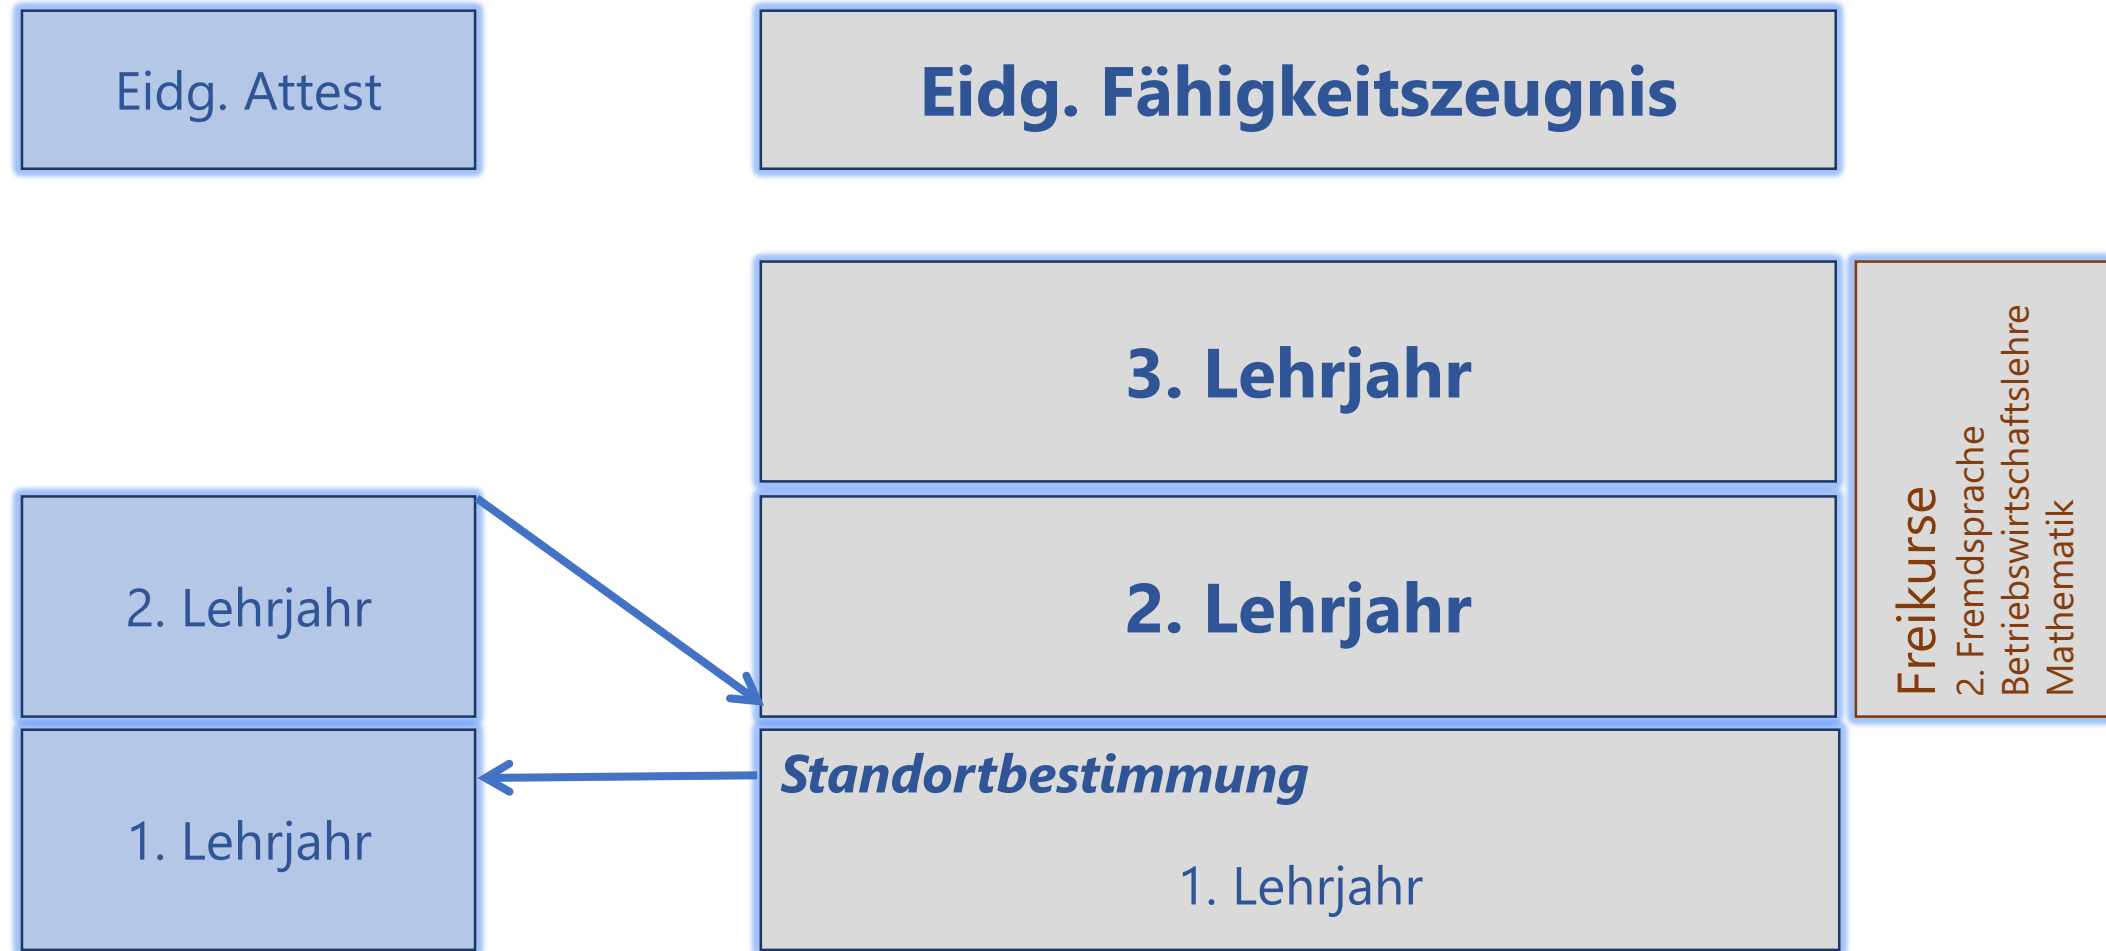 Eidg. Attest
Eidg. Fähigkeitszeugnis
3. Lehrjahr
2. Lehrjahr
2. Lehrjahr
Standortbestimmung
1. Lehrjahr
1. Lehrjahr
Freikurse
2. Fremdsprache
Betriebswirtschaftslehre
Mathematik